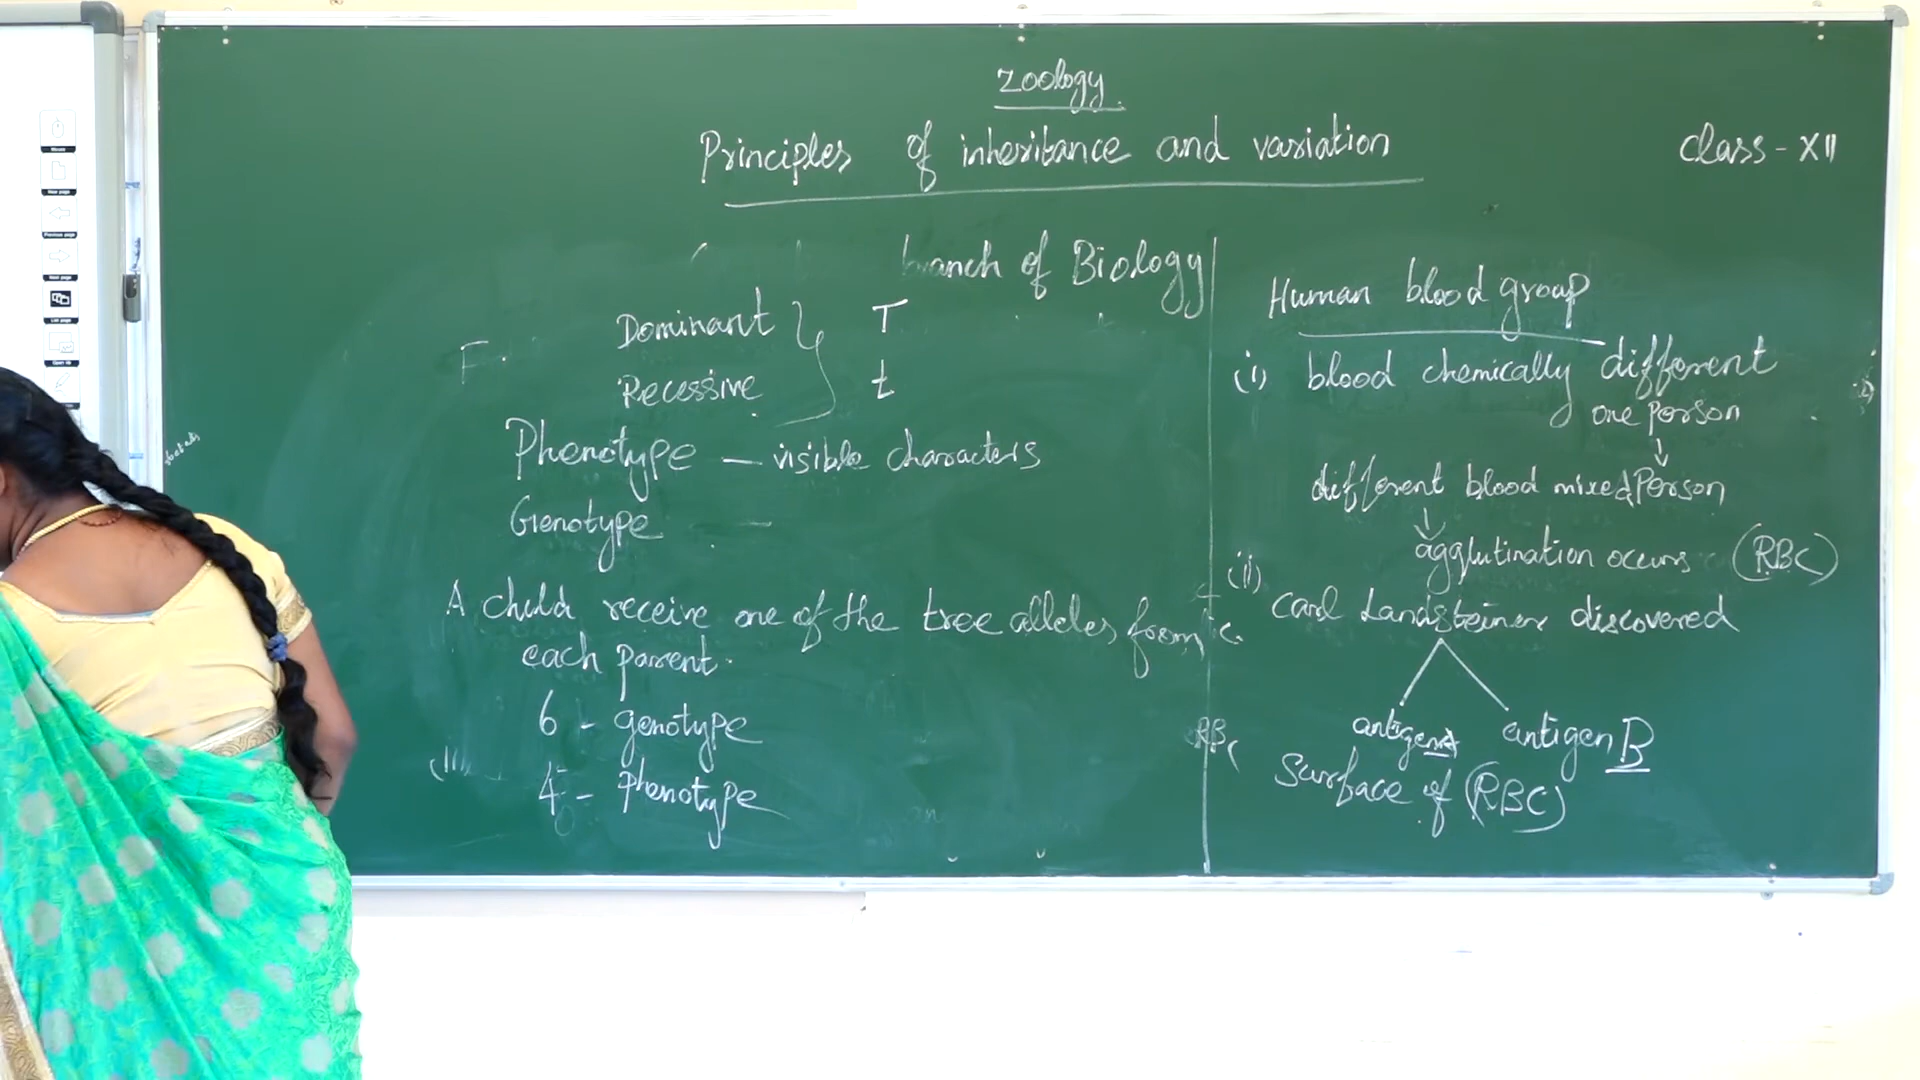 Zoology
Principles of inheritance and variation
Class - XII
branch of Biology
Dominant T
Recessive t
Phenotype — visible characters
Genotype —
A child receive one of the tree alleles from
each parent.
6 - genotype
(III)
4 - Phenotype
Human blood group
(i) blood chemically different
one person
↓
different blood mixed Person
↓
agglutination occurs (RBC)
(ii) Carl Landsteiner discovered
antigen A antigen B
Surface of (RBC)